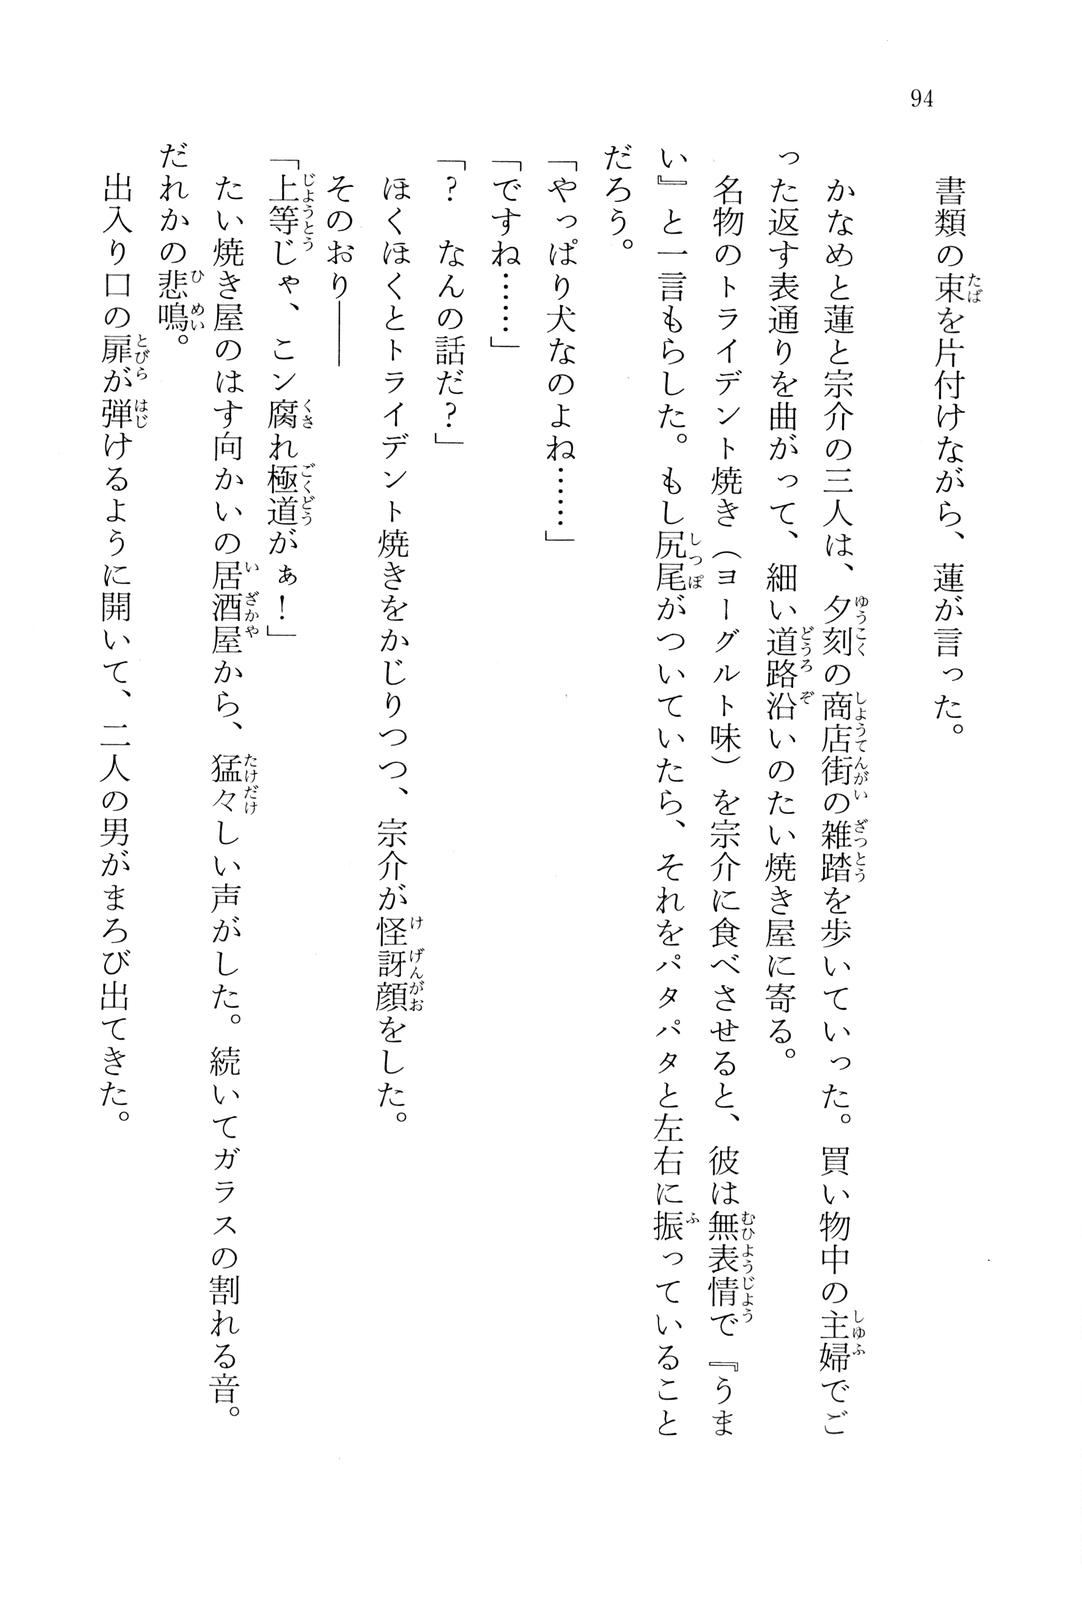 94
書類の束を片付けながら、蓮が言った。
かなめと蓮と宗介の三人は、夕刻の商店街の雑踏を歩いていった。買い物中の主婦でご
った返す表通りを曲がって、細い道路沿いのたい焼き屋に寄る。
名物のトライデント焼き（ヨーグルト味）を宗介に食べさせると、彼は無表情で『うま
い』と一言もらした。もし尻尾がついていたら、それをパタパタと左右に振っていること
だろう。
「やっぱり犬なのよね……」
「ですね……」
「?　なんの話だ?」
ほくほくとトライデント焼きをかじりつつ、宗介が怪訝顔をした。
そのおり――
「上等じゃ、コン腐れ極道がぁ!」
たい焼き屋のはす向かいの居酒屋から、猛々しい声がした。続いてガラスの割れる音。
だれかの悲鳴。
出入り口の扉が弾けるように開いて、二人の男がまろび出てきた。